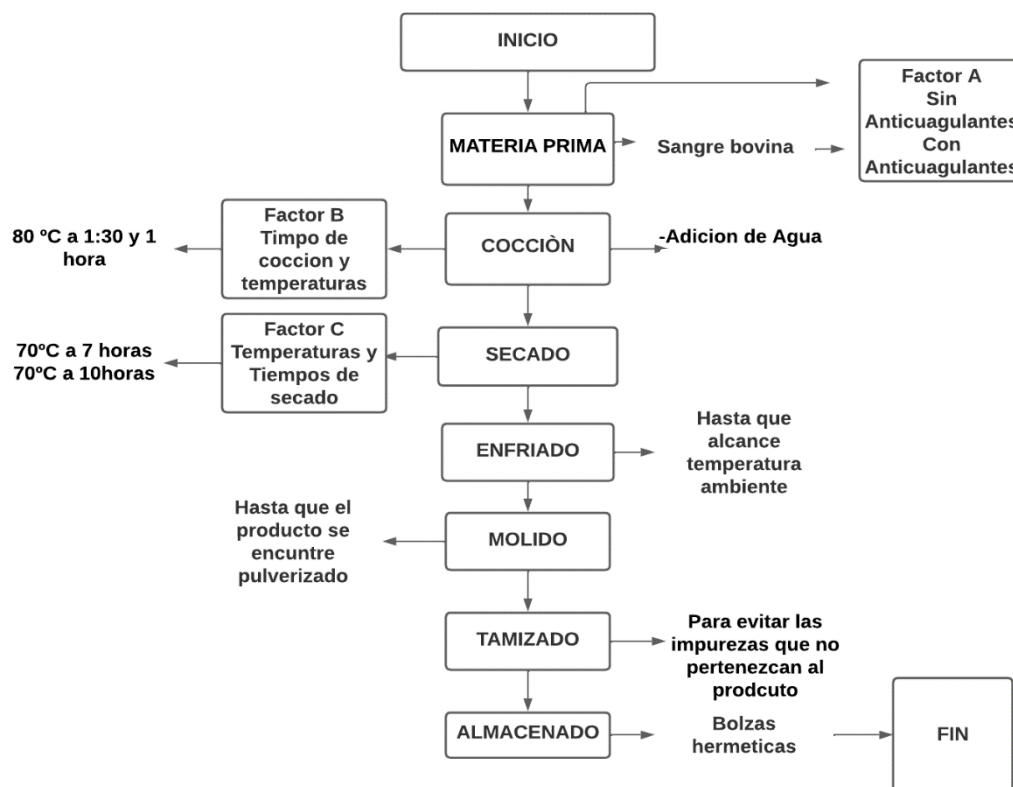 INICIO
Factor A
Sin
Anticuagulantes
Con
Anticuagulantes
MATERIA PRIMA
Sangre bovina
80 ºC a 1:30 y 1
hora
Factor B
Timpo de
coccion y
temperaturas
COCCIÒN
-Adicion de Agua
70ºC a 7 horas
70ºC a 10horas
Factor C
Temperaturas y
Tiempos de
secado
SECADO
ENFRIADO
Hasta que
alcance
temperatura
ambiente
Hasta que el
producto se
encuntre
pulverizado
MOLIDO
TAMIZADO
Para evitar las
impurezas que no
pertenezcan al
prodcuto
ALMACENADO
Bolzas
hermeticas
FIN